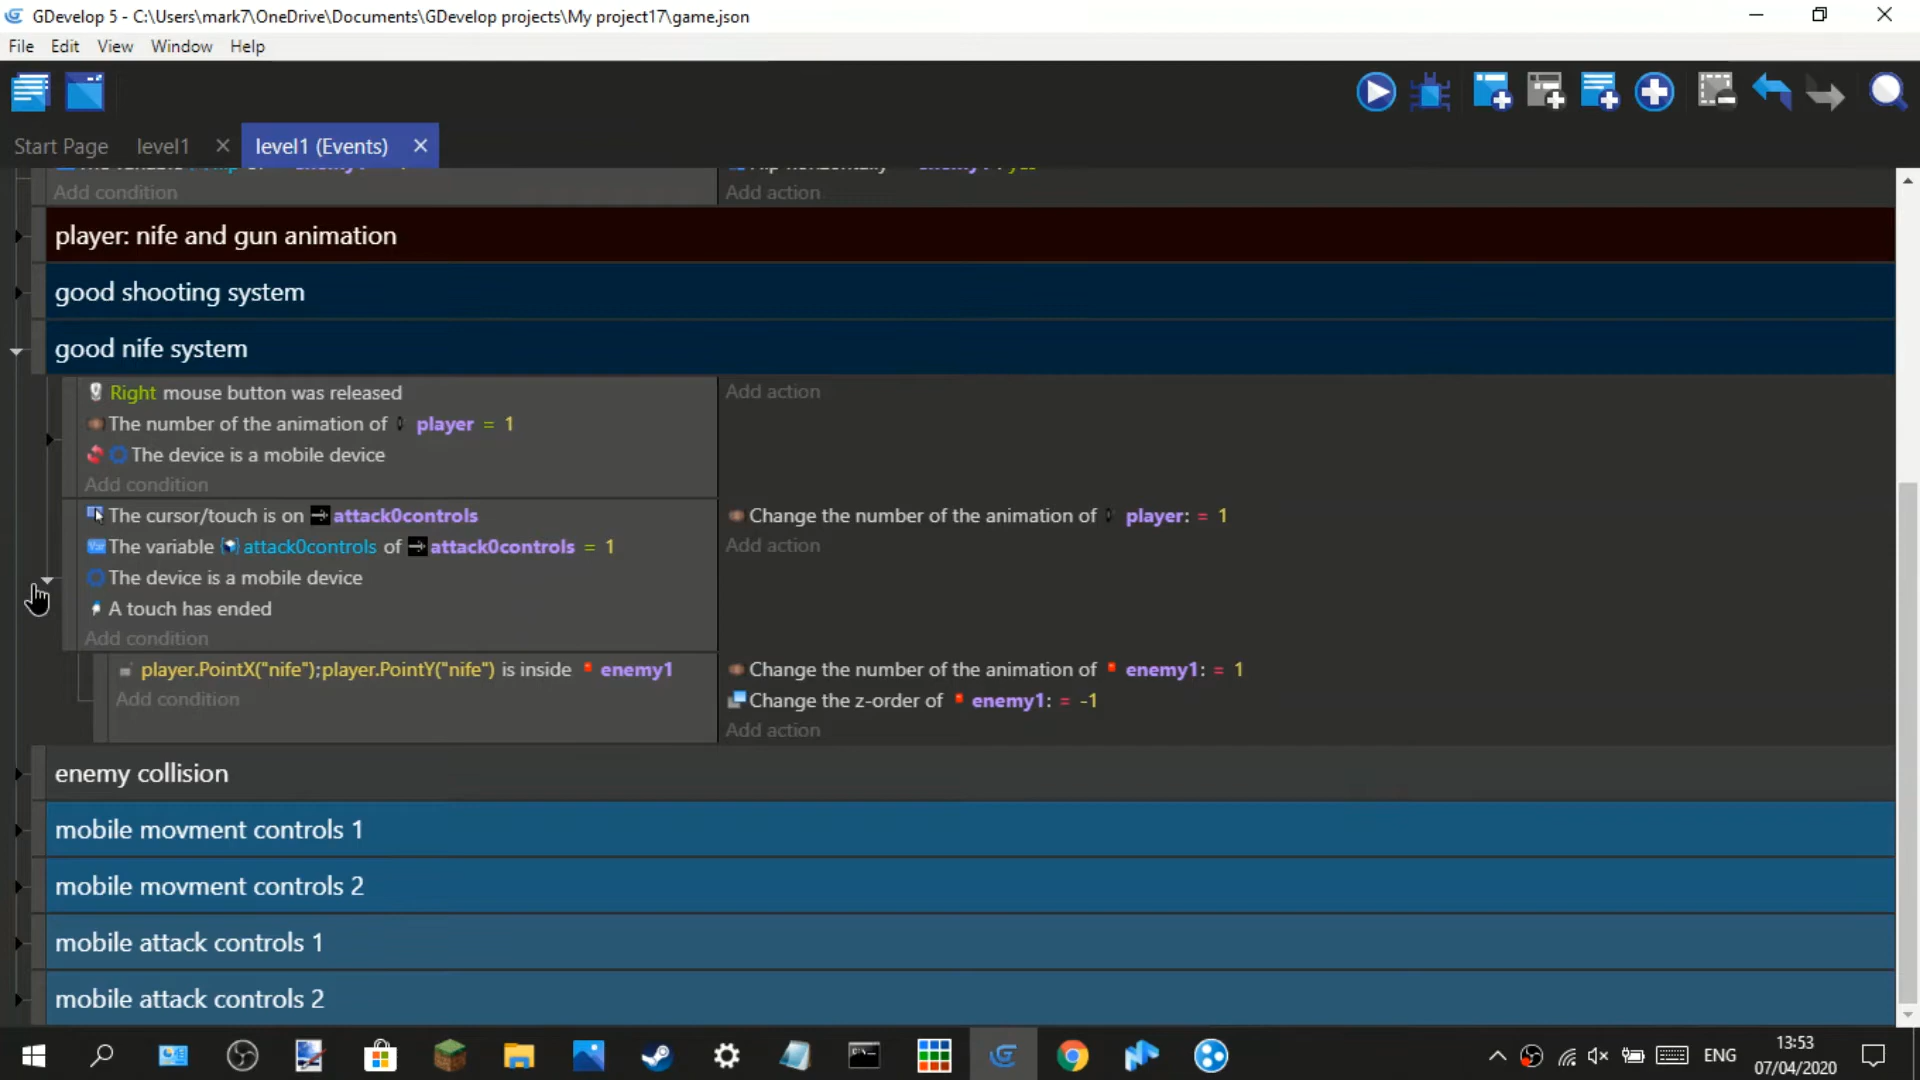 GDevelop 5 - C:\Users\mark7\OneDrive\Documents\GDevelop projects\My project17\game.json
File Edit View Window Help
Start Page level1 level1 (Events)
Add condition Add action
player: nife and gun animation
good shooting system
good nife system
Right mouse button was released Add action
The number of the animation of player = 1
The device is a mobile device
Add condition
The cursor/touch is on attack0controls Change the number of the animation of player: = 1
The variable attack0controls of attack0controls = 1 Add action
The device is a mobile device
A touch has ended
Add condition
player.PointX("nife");player.PointY("nife") is inside enemy1 Change the number of the animation of enemy1: = 1
Add condition Change the z-order of enemy1: = -1
Add action
enemy collision
mobile movment controls 1
mobile movment controls 2
mobile attack controls 1
mobile attack controls 2
ENG 13:53
07/04/2020